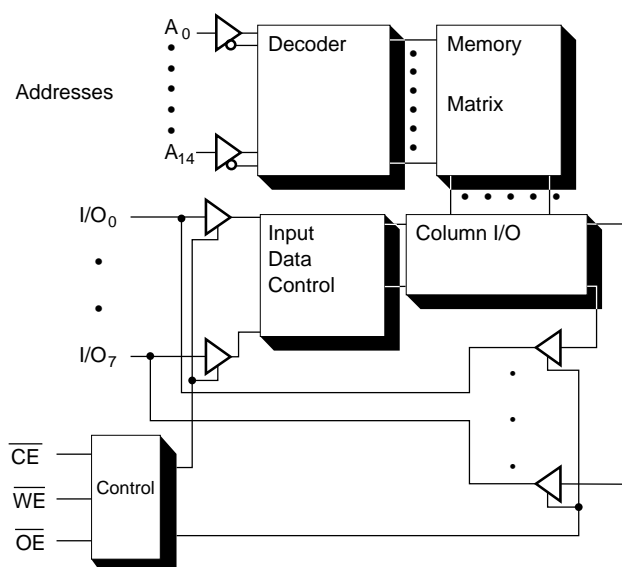 A0
Decoder
Memory
Matrix
Addresses
A14
I/O0
Input
Data
Control
Column I/O
I/O7
CE
WE
OE
Control